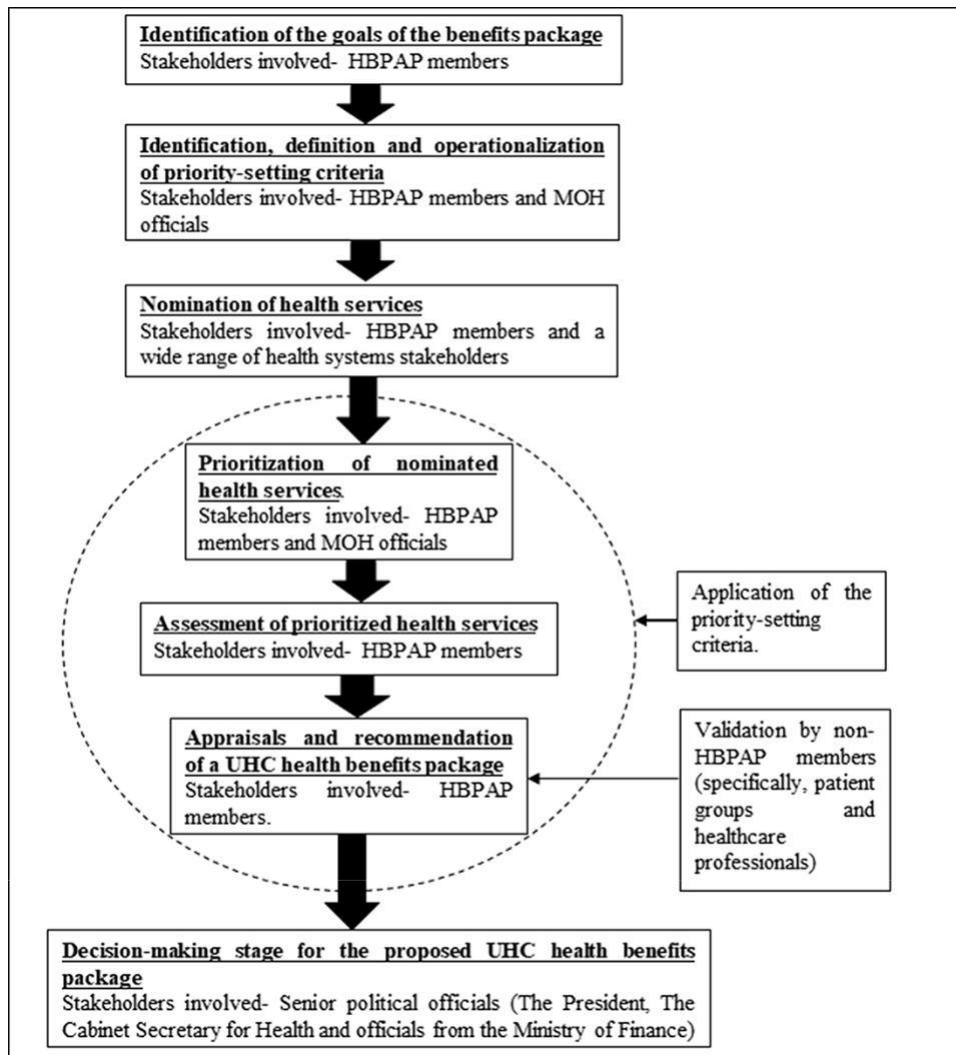 Identification of the goals of the benefits package
Stakeholders involved- HBPAP members
Identification, definition and operationalization
of priority-setting criteria
Stakeholders involved- HBPAP members and MOH
officials
Nomination of health services
Stakeholders involved- HBPAP members and a
wide range of health systems stakeholders
Prioritization of nominated
health services.
Stakeholders involved- HBPAP
members and MOH officials
Assessment of prioritized health services
Stakeholders involved- HBPAP members
Application of the
priority-setting
criteria.
Appraisals and recommendation
of a UHC health benefits package
Stakeholders involved- HBPAP
members.
Validation by non-
HBPAP members
(specifically, patient
groups and
healthcare
professionals)
Decision-making stage for the proposed UHC health benefits
package
Stakeholders involved- Senior political officials (The President, The
Cabinet Secretary for Health and officials from the Ministry of Finance)